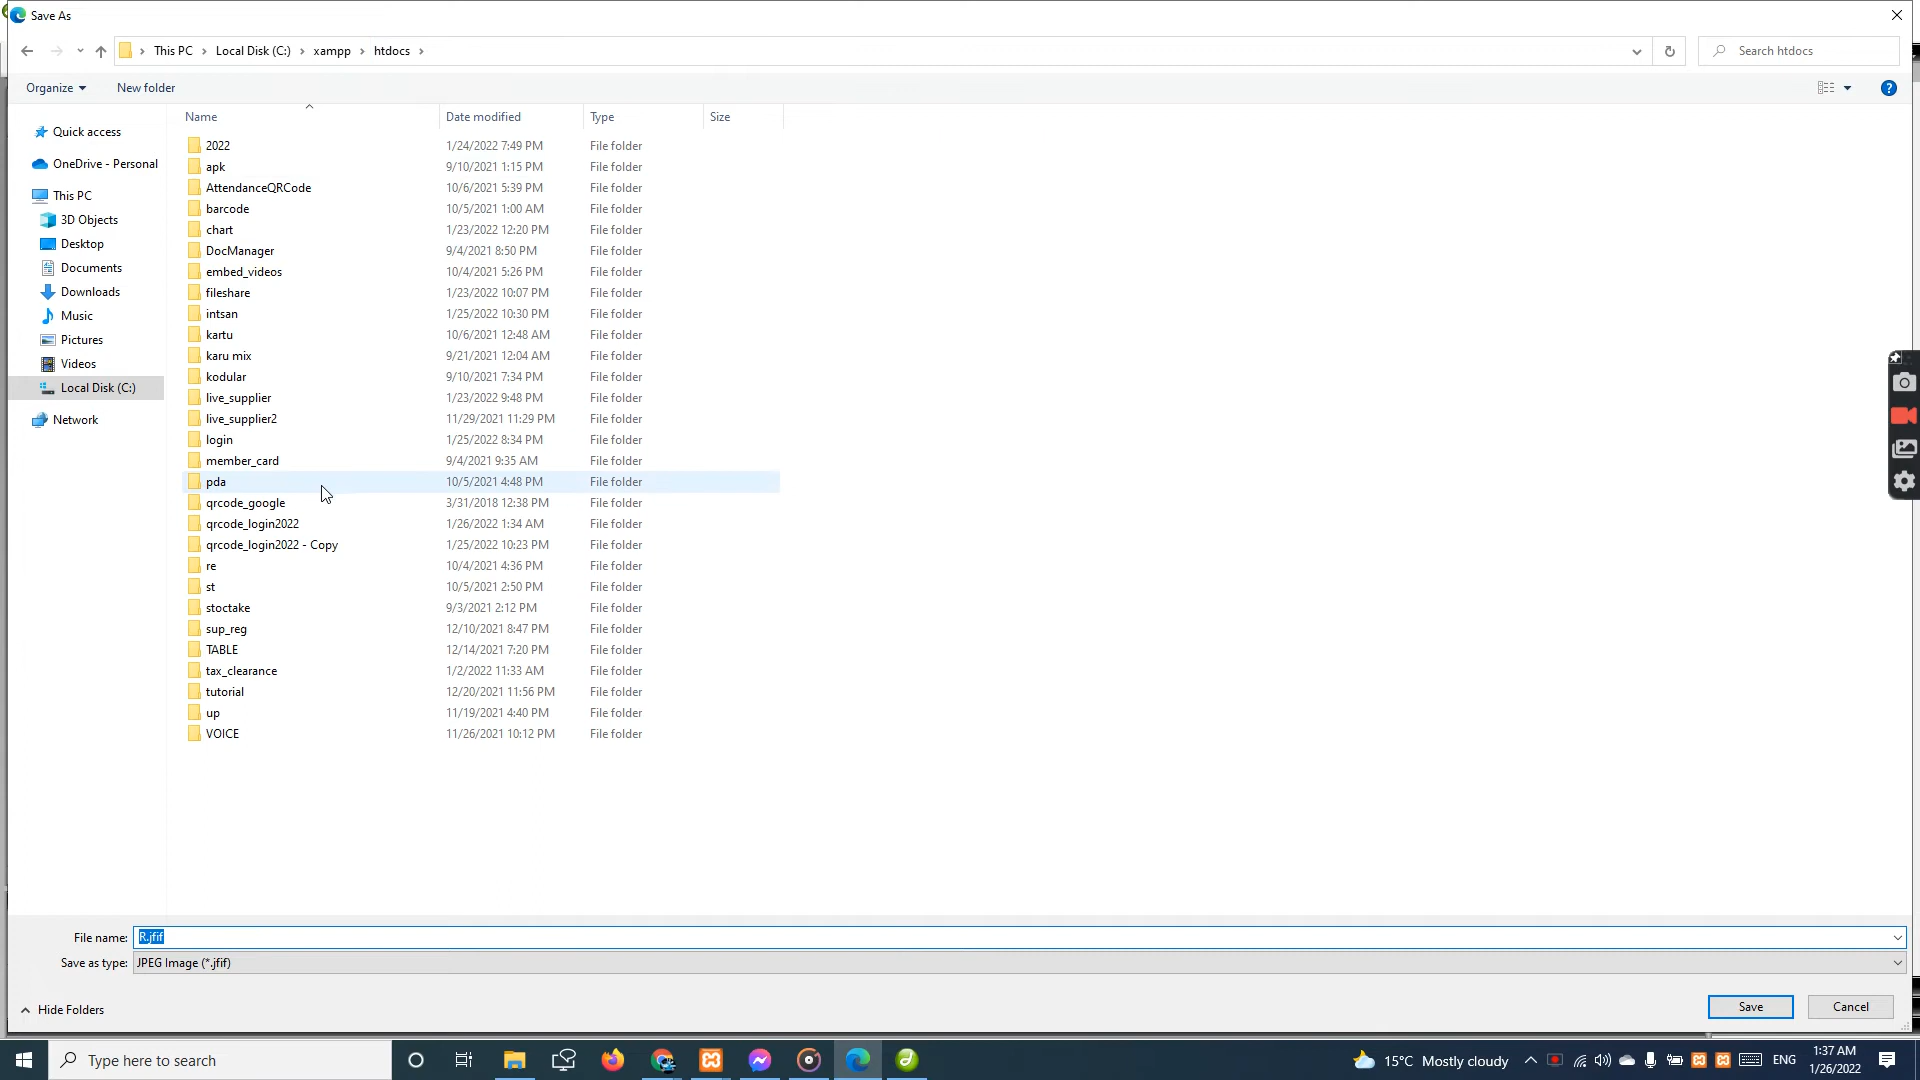 Save As
This PC > Local Disk (C:) > xampp > htdocs >
Search htdocs
Organize New folder
Name Date modified Type Size
Quick access
OneDrive - Personal
This PC
3D Objects
Desktop
Documents
Downloads
Music
Pictures
Videos
Local Disk (C:)
Network
2022 1/24/2022 7:49 PM File folder
apk 9/10/2021 1:15 PM File folder
AttendanceQRCode 10/6/2021 5:39 PM File folder
barcode 10/5/2021 1:00 AM File folder
chart 1/23/2022 12:20 PM File folder
DocManager 9/4/2021 8:50 PM File folder
embed_videos 10/4/2021 5:26 PM File folder
fileshare 1/23/2022 10:07 PM File folder
intsan 1/25/2022 10:30 PM File folder
kartu 10/6/2021 12:48 AM File folder
karu mix 9/21/2021 12:04 AM File folder
kodular 9/10/2021 7:34 PM File folder
live_supplier 1/23/2022 9:48 PM File folder
live_supplier2 11/29/2021 11:29 PM File folder
login 1/25/2022 8:34 PM File folder
member_card 9/4/2021 9:35 AM File folder
pda 10/5/2021 4:48 PM File folder
qrcode_google 3/31/2018 12:38 PM File folder
qrcode_login2022 1/26/2022 1:34 AM File folder
qrcode_login2022 - Copy 1/25/2022 10:23 PM File folder
re 10/4/2021 4:36 PM File folder
st 10/5/2021 2:50 PM File folder
stoctake 9/3/2021 2:12 PM File folder
sup_reg 12/10/2021 8:47 PM File folder
TABLE 12/14/2021 7:20 PM File folder
tax_clearance 1/2/2022 11:33 AM File folder
tutorial 12/20/2021 11:56 PM File folder
up 11/19/2021 4:40 PM File folder
VOICE 11/26/2021 10:12 PM File folder
File name: R.jfif
Save as type: JPEG Image (*.jfif)
Hide Folders
Save Cancel
Type here to search
15°C Mostly cloudy
ENG
1:37 AM
1/26/2022